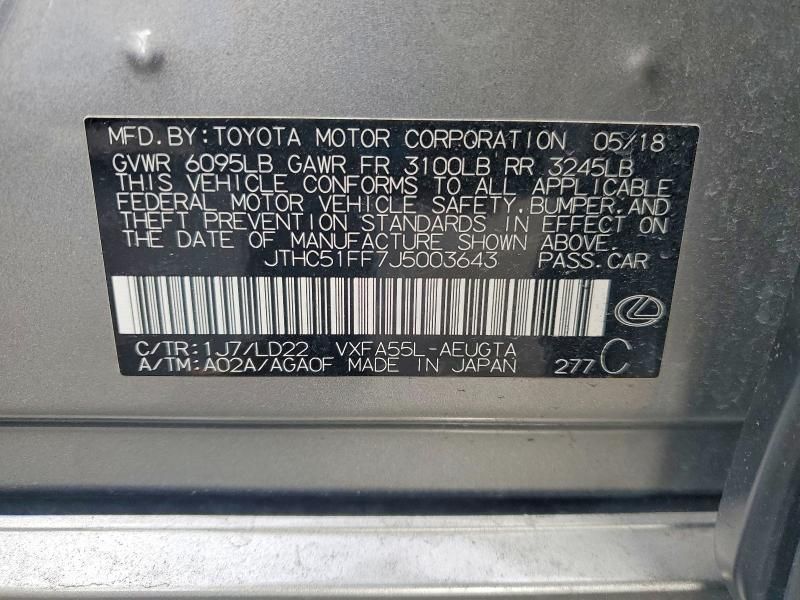 MFD.BY:TOYOTA MOTOR CORPORATION 05/18
GVWR 6095LB GAWR FR 3100LB RR 3245LB
THIS VEHICLE CONFORMS TO ALL APPLICABLE
FEDERAL MOTOR VEHICLE SAFETY,BUMPER,AND
THEFT PREVENTION STANDARDS IN EFFECT ON
THE DATE OF MANUFACTURE SHOWN ABOVE.
JTHC51FF7J5003643 PASS.CAR
C/TR:1J7/LD22 VXFA55L-AEUGTA
A/TM:A02A/AGA0F MADE IN JAPAN 277 C